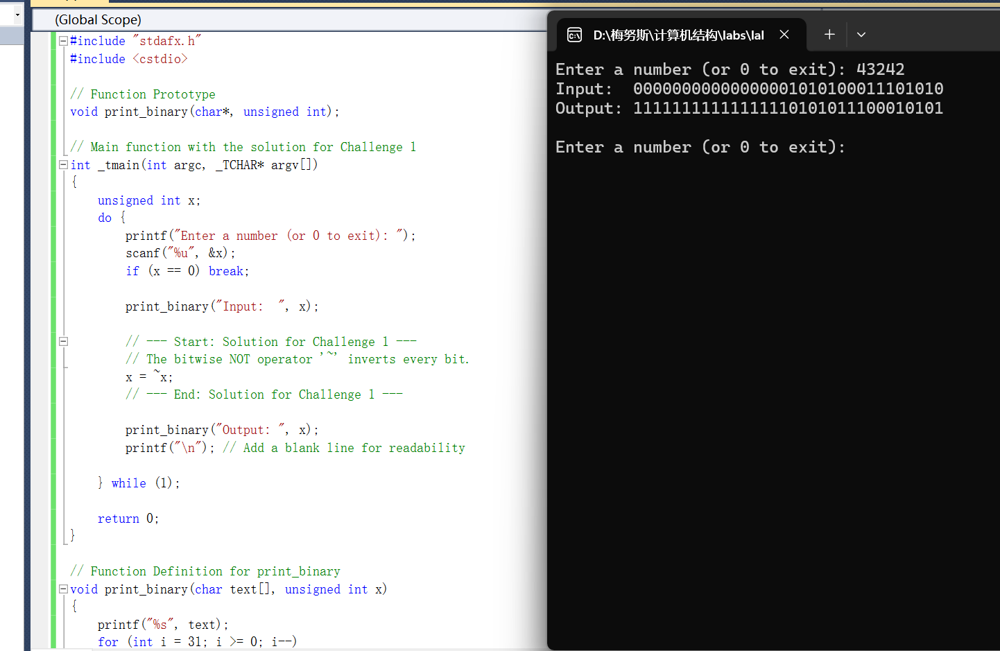 (Global Scope)
#include "stdafx.h"
#include <cstdio>
// Function Prototype
void print_binary(char*, unsigned int);
// Main function with the solution for Challenge 1
int _tmain(int argc, _TCHAR* argv[])
{
unsigned int x;
do {
printf("Enter a number (or 0 to exit): ");
scanf("%u", &x);
if (x == 0) break;
print_binary("Input:  ", x);
// --- Start: Solution for Challenge 1 ---
// The bitwise NOT operator '~' inverts every bit.
x = ~x;
// --- End: Solution for Challenge 1 ---
print_binary("Output: ", x);
printf("\n"); // Add a blank line for readability
} while (1);
return 0;
}
// Function Definition for print_binary
void print_binary(char text[], unsigned int x)
{
printf("%s", text);
for (int i = 31; i >= 0; i--)
D:\梅努斯\计算机结构\labs\lal
Enter a number (or 0 to exit): 43242
Input:  00000000000000001010100011101010
Output: 11111111111111110101011100010101
Enter a number (or 0 to exit):